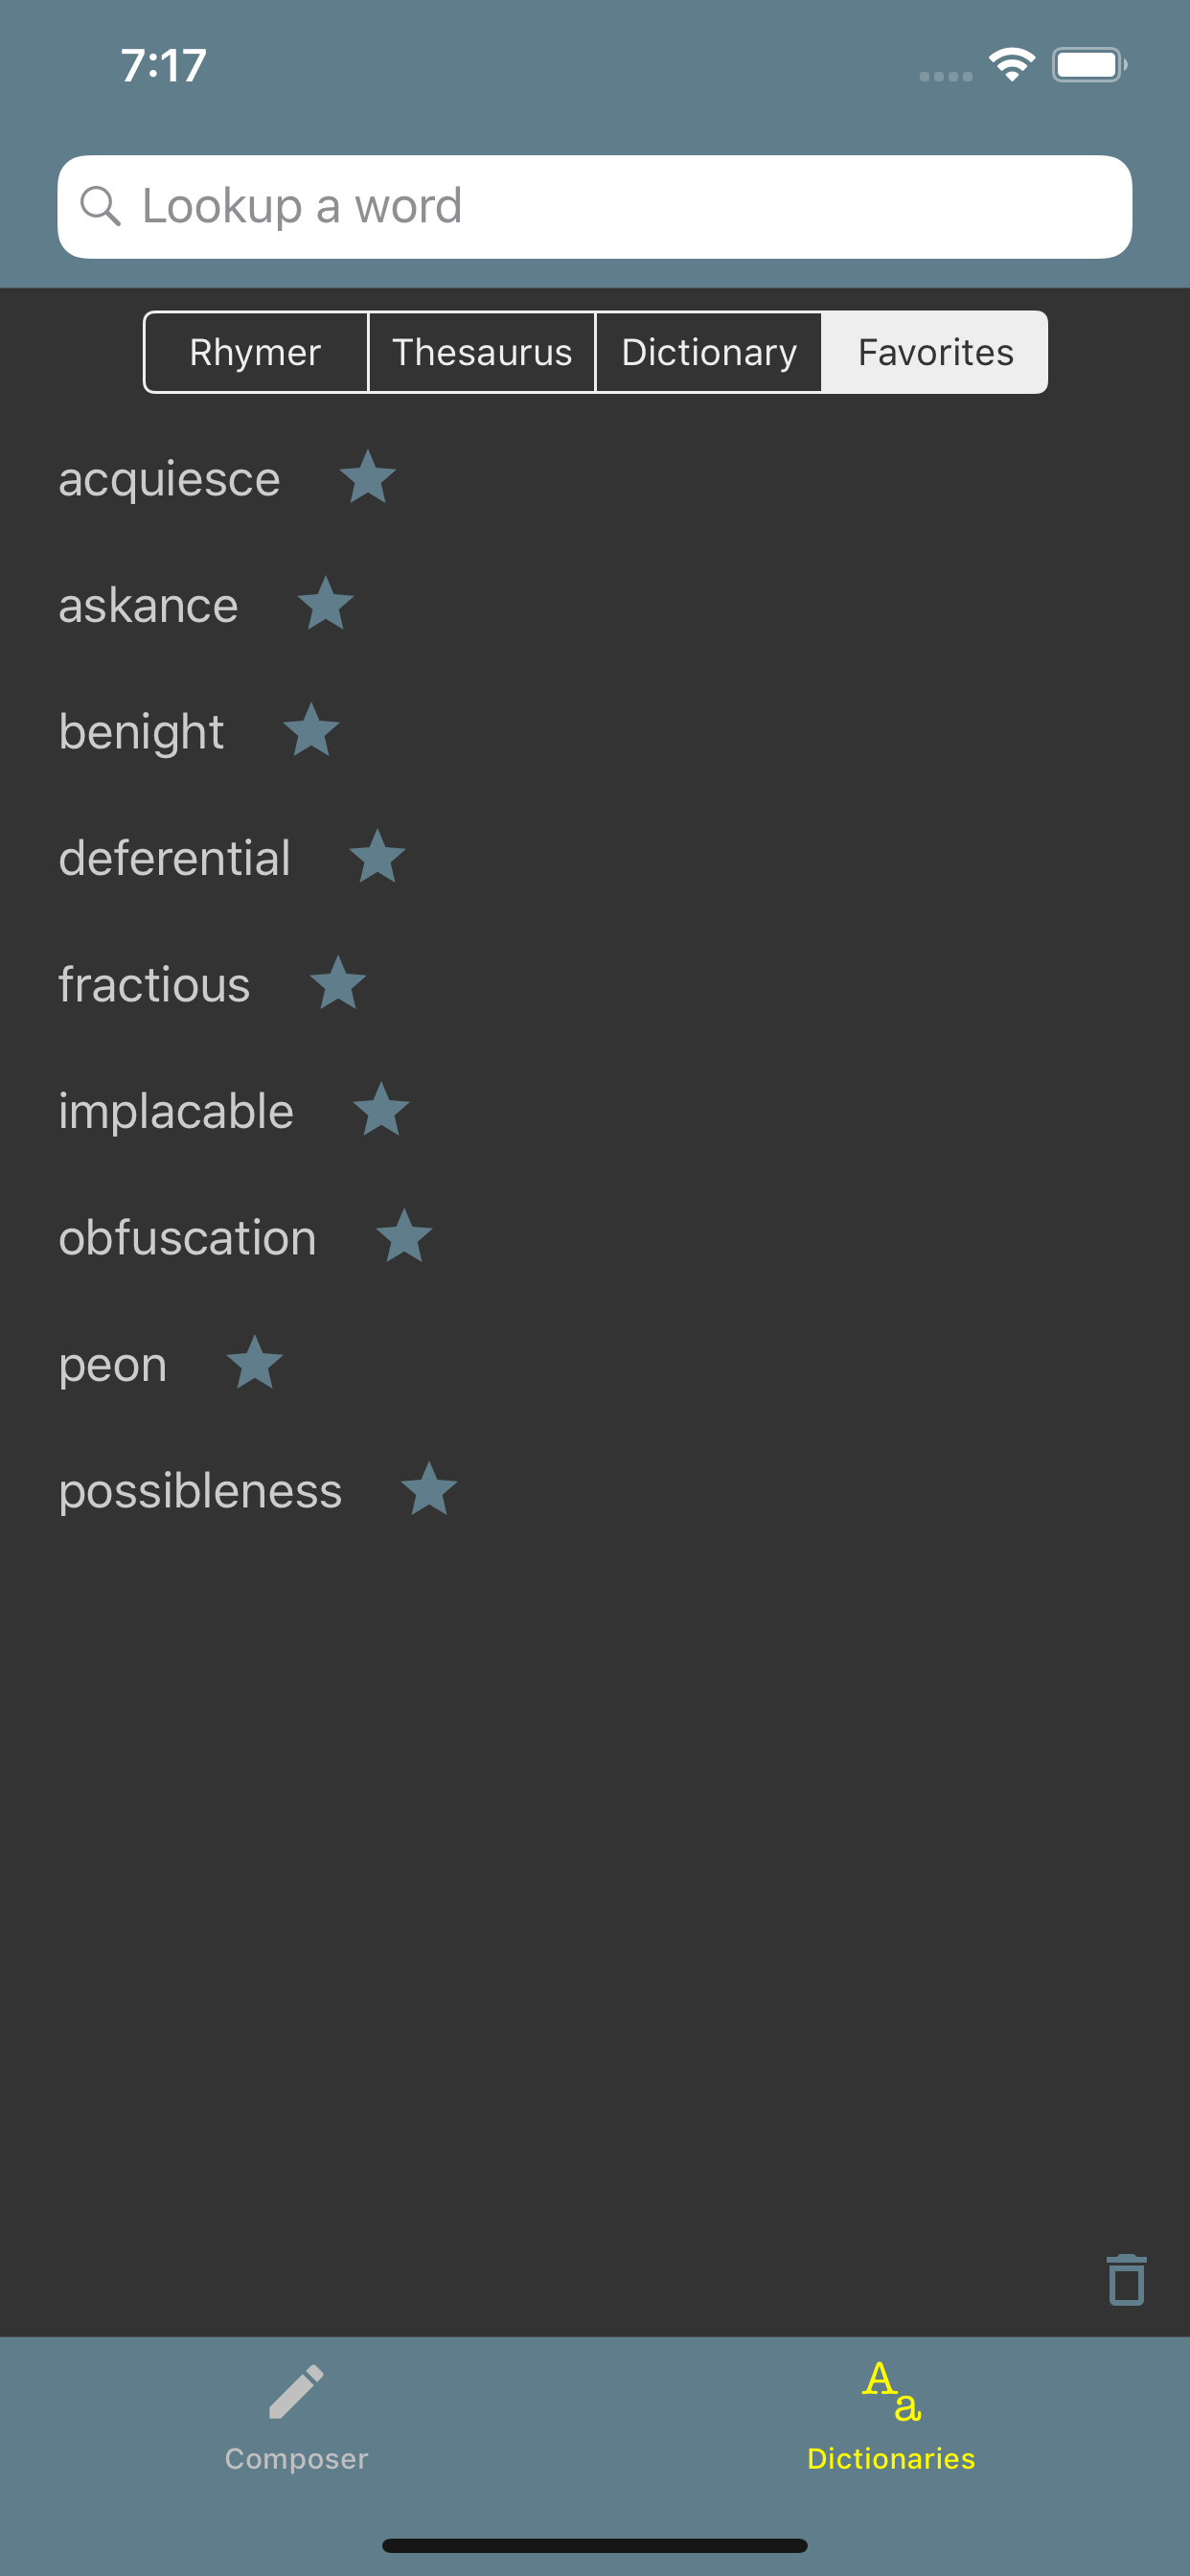 7:17
Lookup a word
Rhymer Thesaurus Dictionary Favorites
acquiesce
askance
benight
deferential
fractious
implacable
obfuscation
peon
possibleness
Aa
Composer Dictionaries